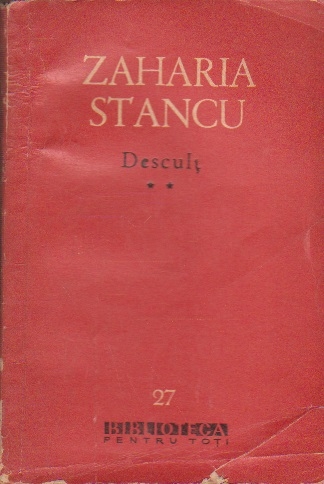 ZAHARIA
STANCU
Desculț
★ ★
27
BIBLIOTECA
PENTRU TOȚI